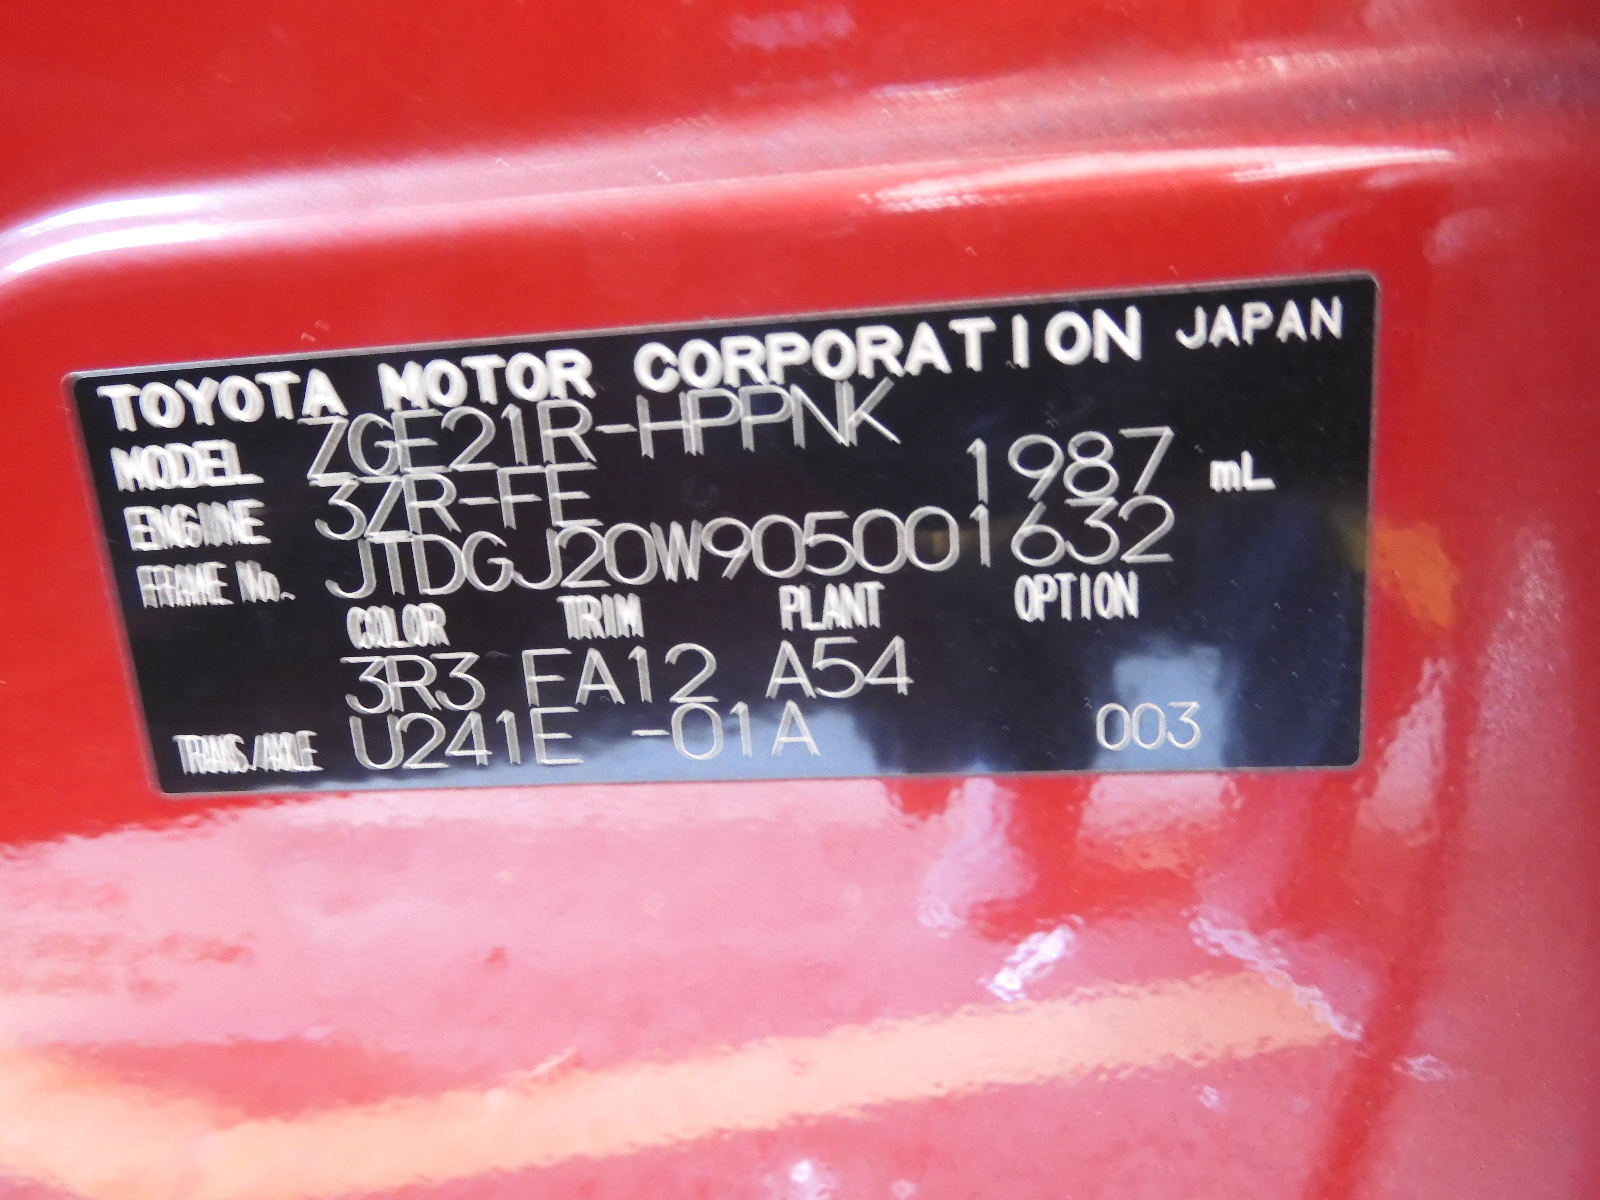 TOYOTA MOTOR CORPORATION JAPAN
MODEL ZGE21R-HPPNK
ENGINE 3ZR-FE 1987 mL
FRAME No. JTDGJ20W905001632
COLOR TRIM PLANT OPTION
3R3 FA12 A54
TRANS./AXLE U241E -01A 003